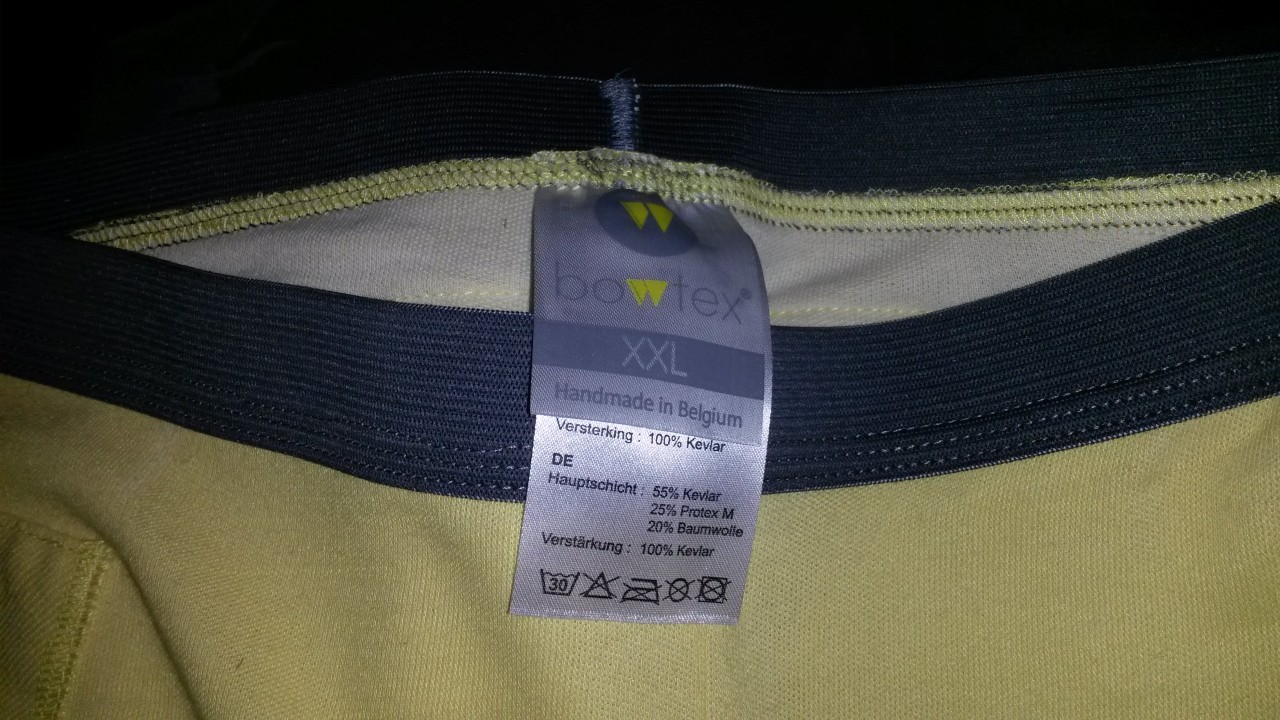 bowtex®
XXL
Handmade in Belgium
Versterking : 100% Kevlar
DE
Hauptschicht : 55% Kevlar
25% Protex M
20% Baumwolle
Verstärkung : 100% Kevlar
30